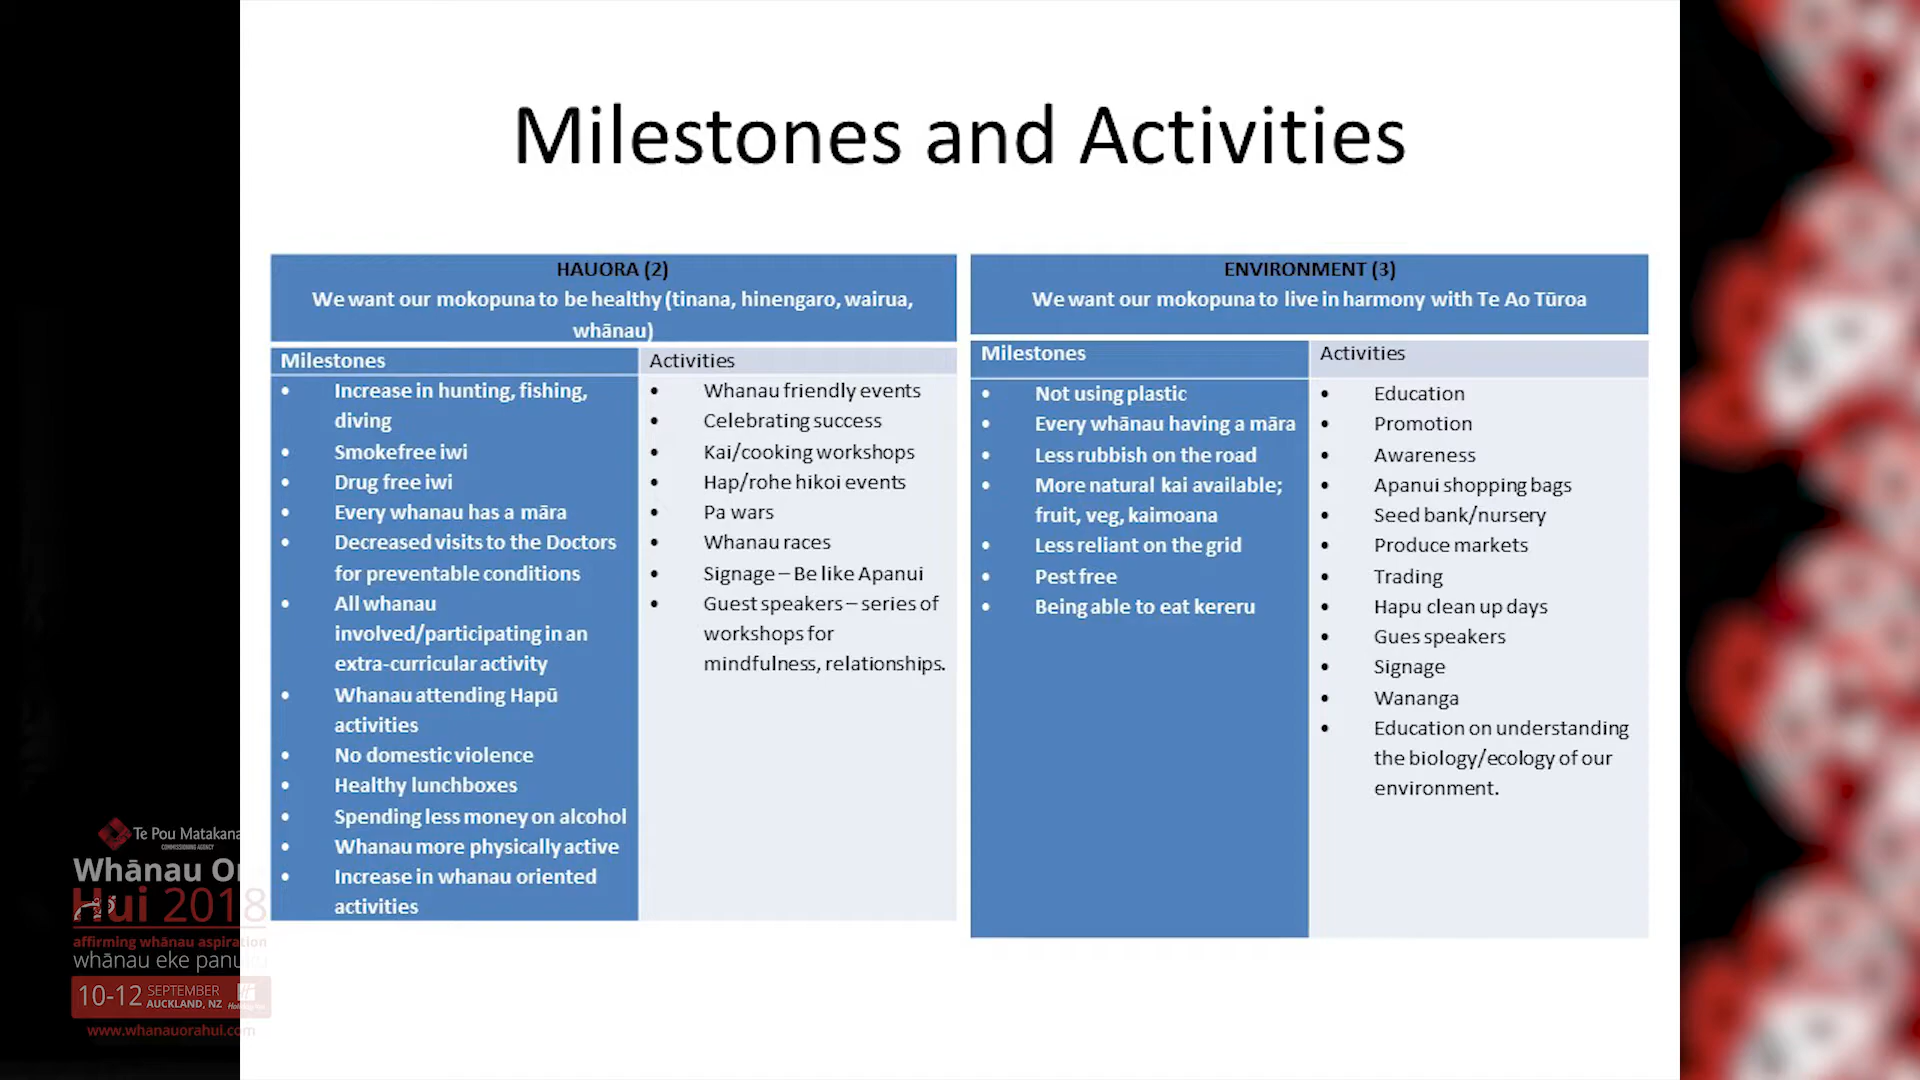 Milestones and Activities
HAUORA (2)
We want our mokopuna to be healthy (tinana, hinengaro, wairua,
whānau)
Milestones
• Increase in hunting, fishing,
diving
• Smokefree iwi
• Drug free iwi
• Every whanau has a māra
• Decreased visits to the Doctors
for preventable conditions
• All whanau
involved/participating in an
extra-curricular activity
• Whanau attending Hapū
activities
• No domestic violence
• Healthy lunchboxes
• Spending less money on alcohol
• Whanau more physically active
• Increase in whanau oriented
activities
Activities
• Whanau friendly events
• Celebrating success
• Kai/cooking workshops
• Hap/rohe hikoi events
• Pa wars
• Whanau races
• Signage – Be like Apanui
• Guest speakers – series of
workshops for
mindfulness, relationships.
ENVIRONMENT (3)
We want our mokopuna to live in harmony with Te Ao Tūroa
Milestones
• Not using plastic
• Every whānau having a māra
• Less rubbish on the road
• More natural kai available;
fruit, veg, kaimoana
• Less reliant on the grid
• Pest free
• Being able to eat kereru
Activities
• Education
• Promotion
• Awareness
• Apanui shopping bags
• Seed bank/nursery
• Produce markets
• Trading
• Hapu clean up days
• Gues speakers
• Signage
• Wananga
• Education on understanding
the biology/ecology of our
environment.
Te Pou Matakana
COMMISSIONING AGENCY
Whānau Or
Hui 2018
affirming whānau aspiration
whānau eke
10-12 SEPTEMBER
AUCKLAND, NZ
www.whanauorahui.com